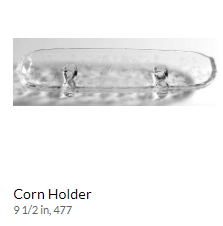 Corn Holder
9 1/2 in, 477